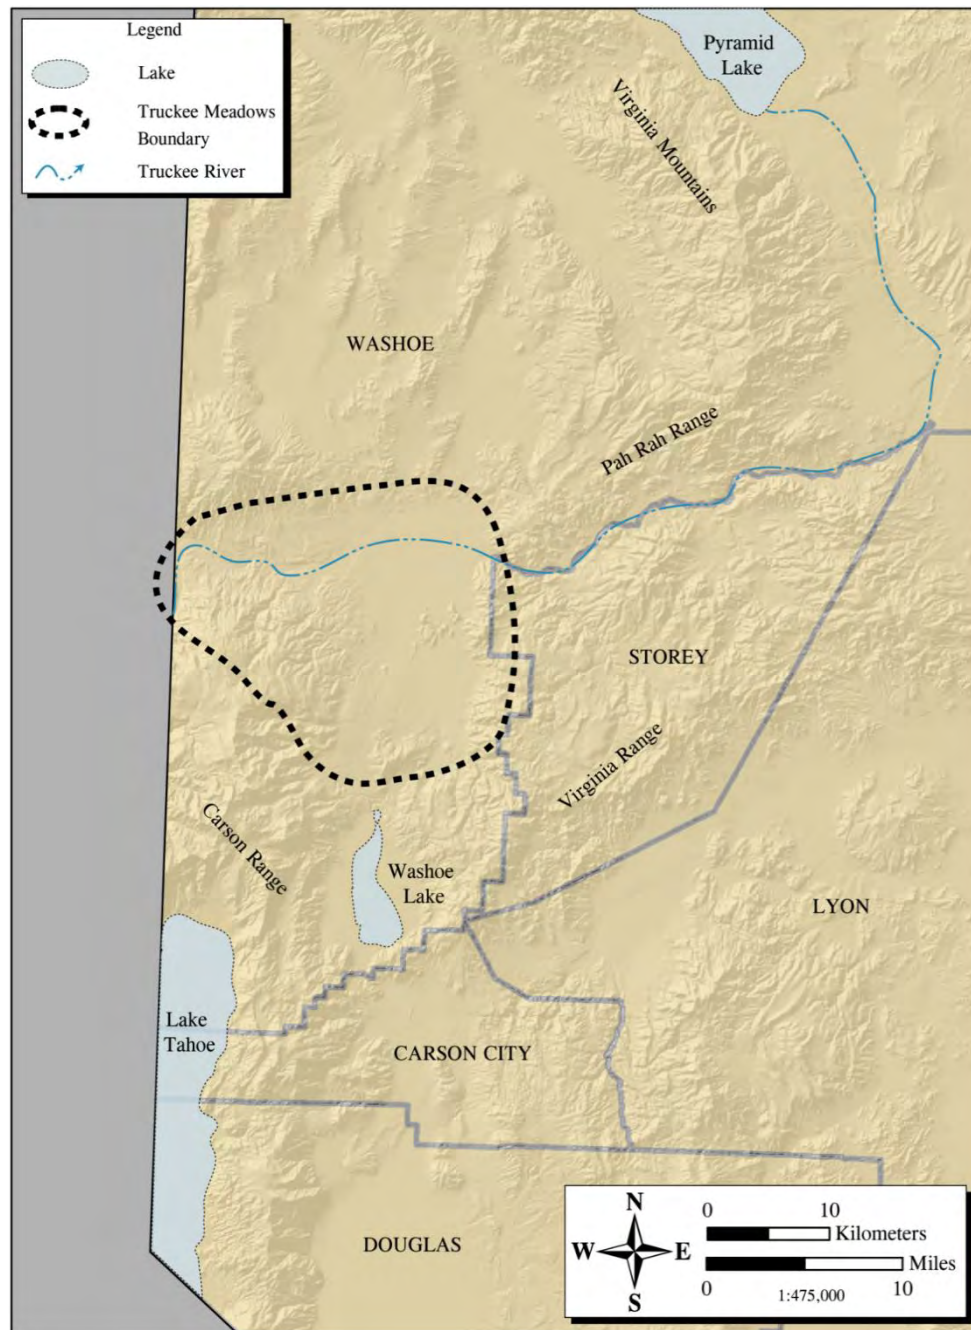 Legend
Lake
Truckee Meadows
Boundary
Truckee River
Pyramid
Lake
Virginia Mountains
WASHOE
Pah Rah Range
STOREY
Virginia Range
Carson Range
Washoe
Lake
LYON
Lake
Tahoe
CARSON CITY
DOUGLAS
N
W E
S
0 10
Kilometers
Miles
0 10
1:475,000